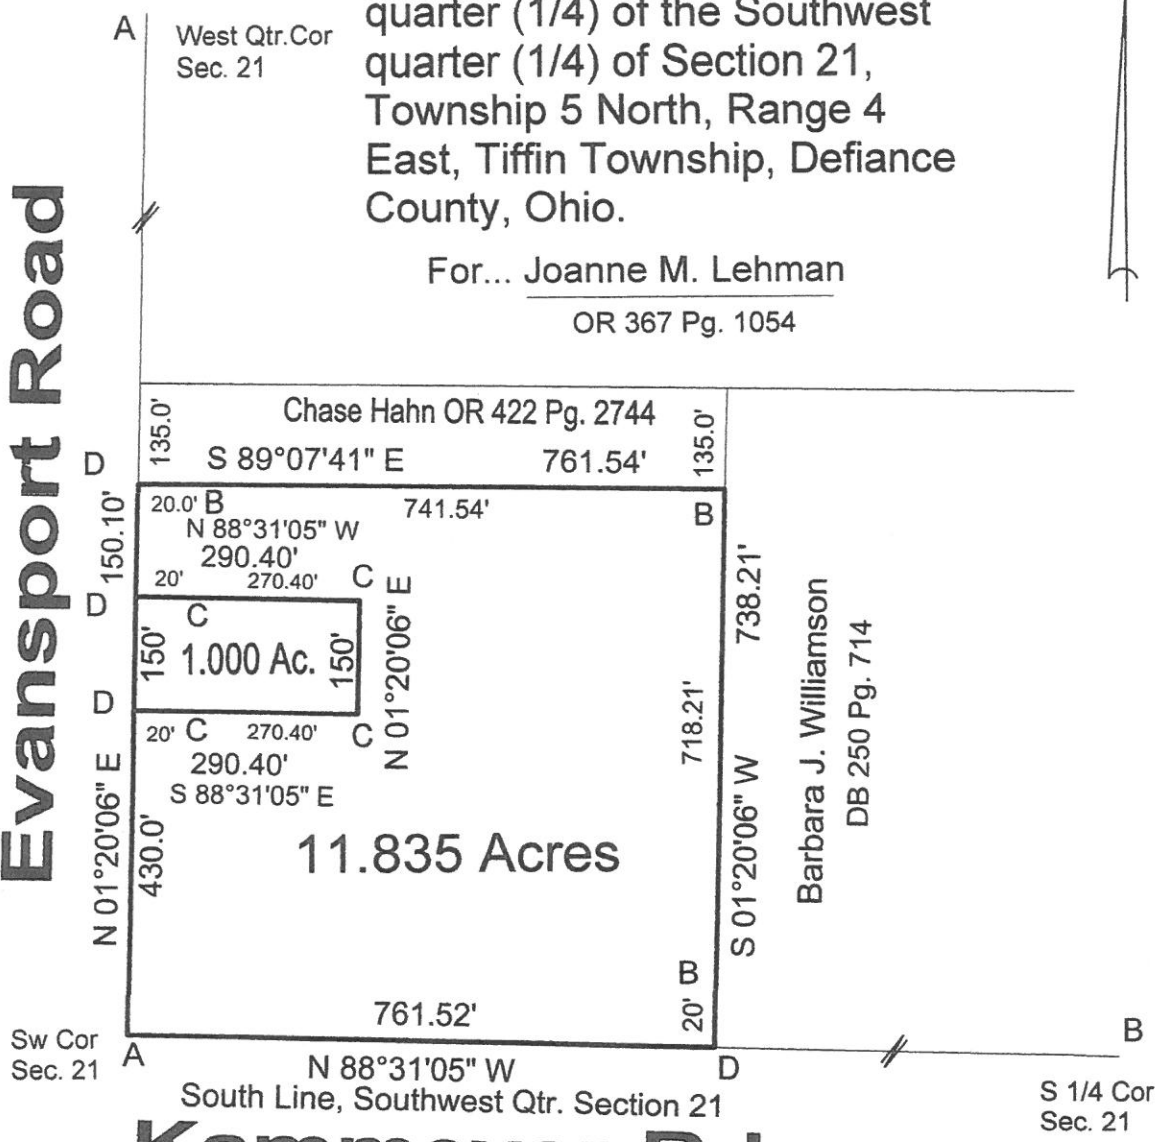 A
West Qtr.Cor
Sec. 21
quarter (1/4) of the Southwest
quarter (1/4) of Section 21,
Township 5 North, Range 4
East, Tiffin Township, Defiance
County, Ohio.
For... Joanne M. Lehman
OR 367 Pg. 1054
Evansport Road
135.0'
Chase Hahn OR 422 Pg. 2744
135.0'
D
S 89°07'41" E
761.54'
150.10'
20.0' B
741.54'
B
N 88°31'05" W
290.40'
20'
270.40'
C
D
C
150'
1.000 Ac.
150'
N 01°20'06" E
738.21'
Barbara J. Williamson
DB 250 Pg. 714
D
20' C
270.40'
C
718.21'
290.40'
S 88°31'05" E
N 01°20'06" E
430.0'
11.835 Acres
S 01°20'06" W
B
20'
761.52'
Sw Cor
Sec. 21
A
N 88°31'05" W
D
B
South Line, Southwest Qtr. Section 21
S 1/4 Cor
Sec. 21